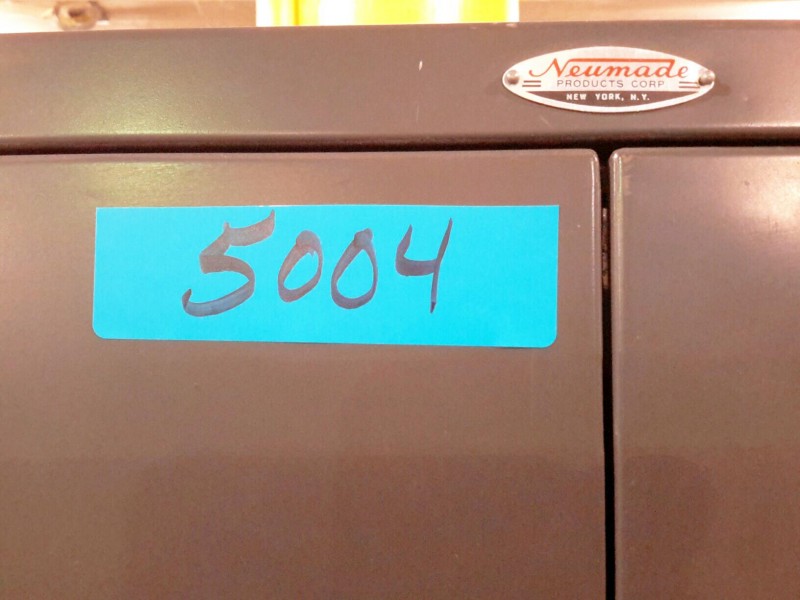 Neumade
PRODUCTS CORP
NEW YORK, N.Y.
5004